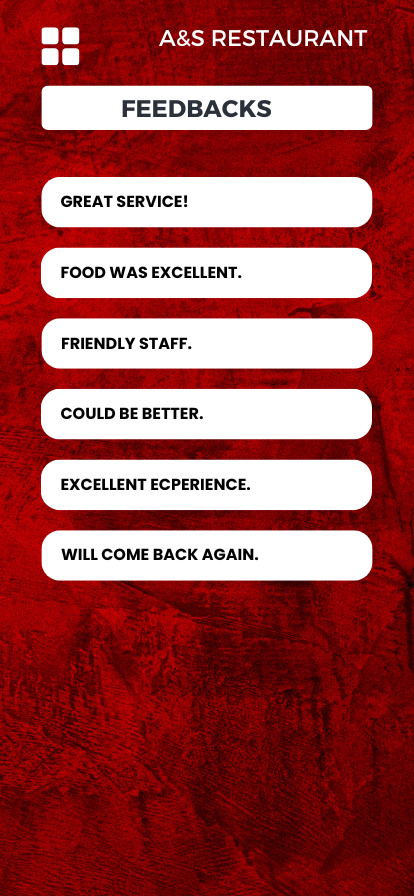 A&S RESTAURANT
FEEDBACKS
GREAT SERVICE!
FOOD WAS EXCELLENT.
FRIENDLY STAFF.
COULD BE BETTER.
EXCELLENT ECPERIENCE.
WILL COME BACK AGAIN.